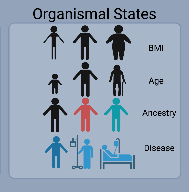 Organismal States
BMI
Age
Ancestry
Disease